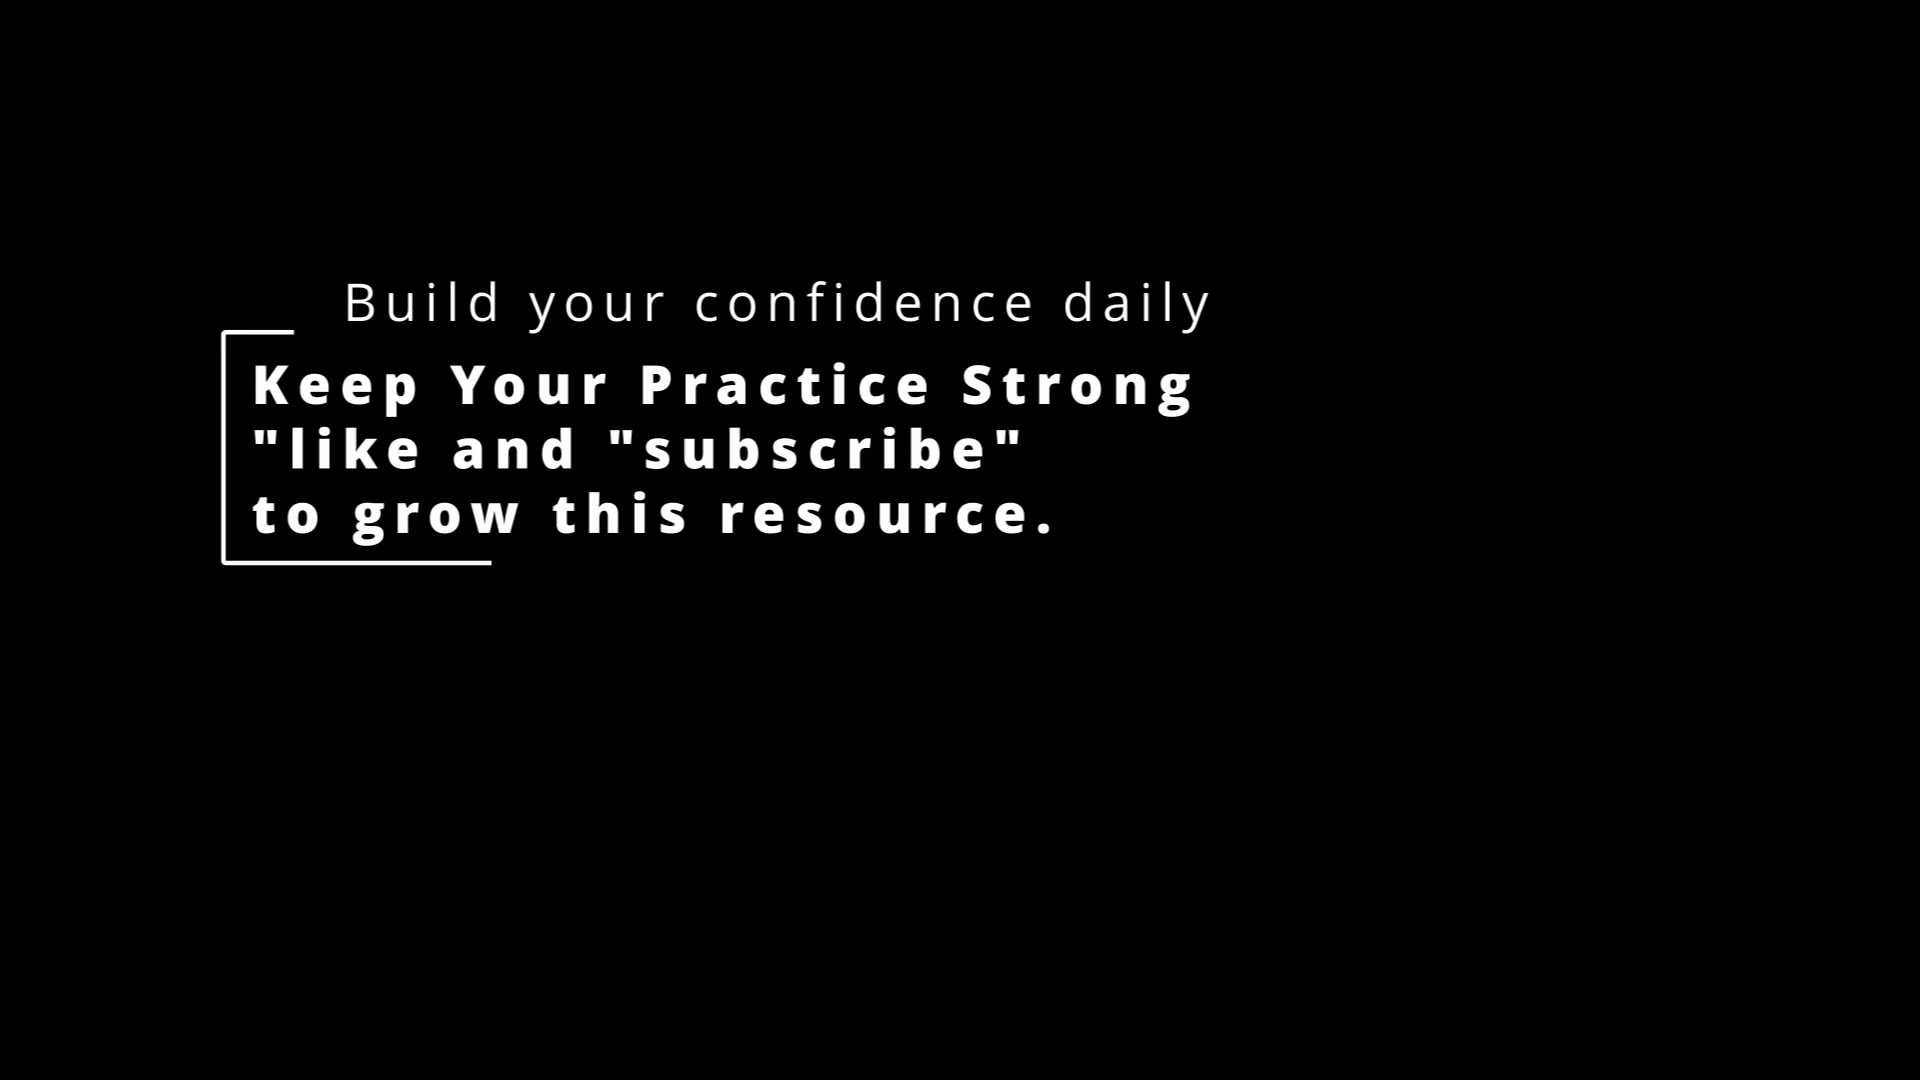 Build your confidence daily
Keep Your Practice Strong
"like and "subscribe"
to grow this resource.